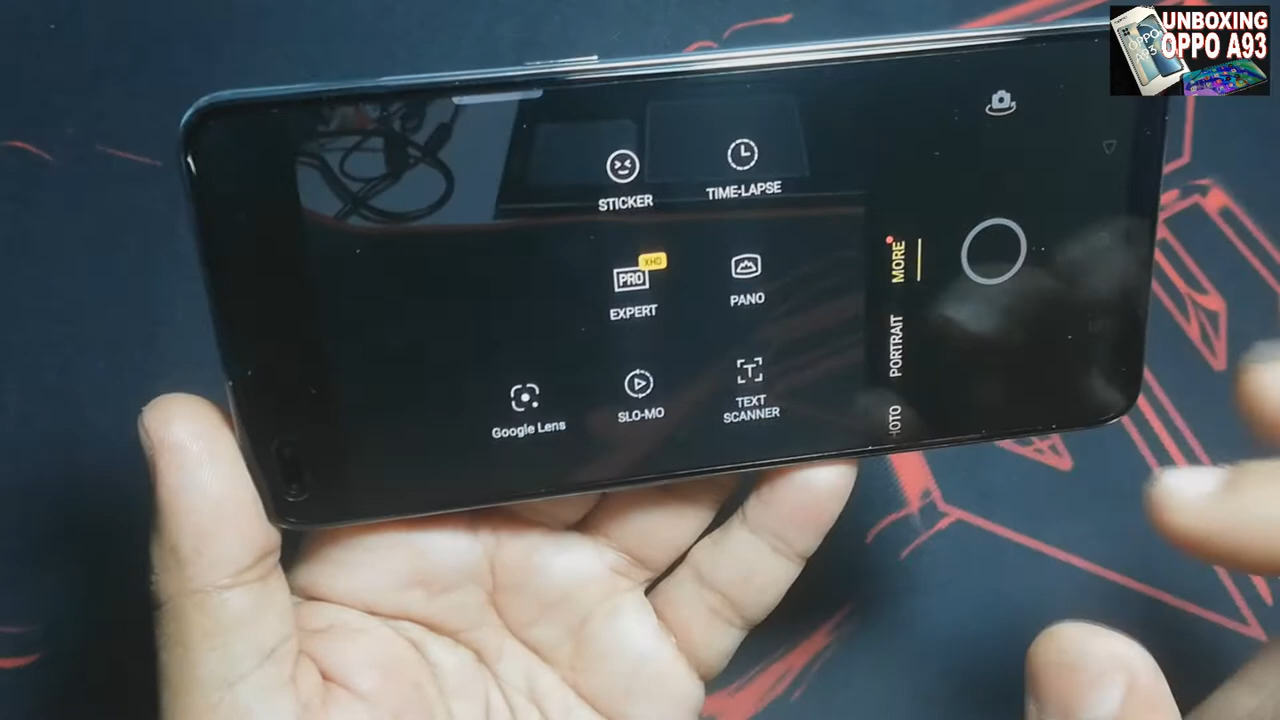 UNBOXING
OPPO A93
STICKER
TIME-LAPSE
XHD
PRO
EXPERT
PANO
Google Lens
SLO-MO
T
TEXT
SCANNER
MORE
PORTRAIT
HOTO